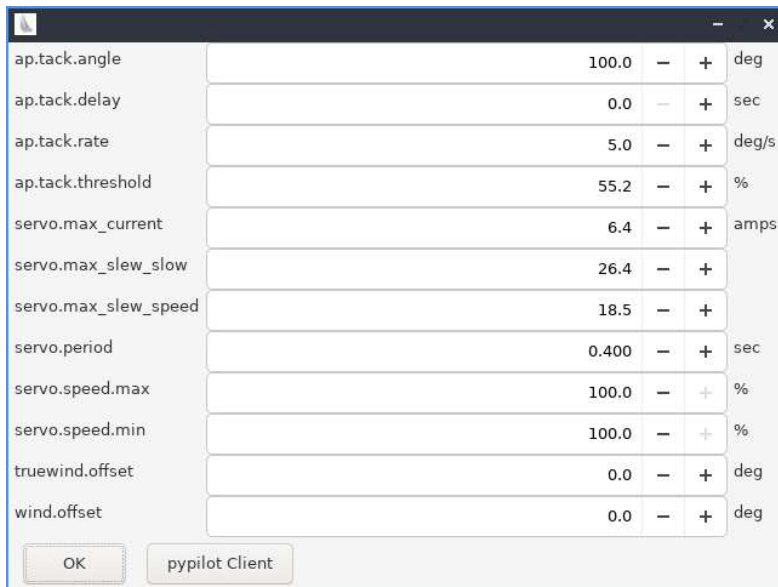 ap.tack.angle 100.0 − + deg
ap.tack.delay 0.0 − + sec
ap.tack.rate 5.0 − + deg/s
ap.tack.threshold 55.2 − + %
servo.max_current 6.4 − + amps
servo.max_slew_slow 26.4 − +
servo.max_slew_speed 18.5 − +
servo.period 0.400 − + sec
servo.speed.max 100.0 − + %
servo.speed.min 100.0 − + %
truewind.offset 0.0 − + deg
wind.offset 0.0 − + deg
OK pypilot Client